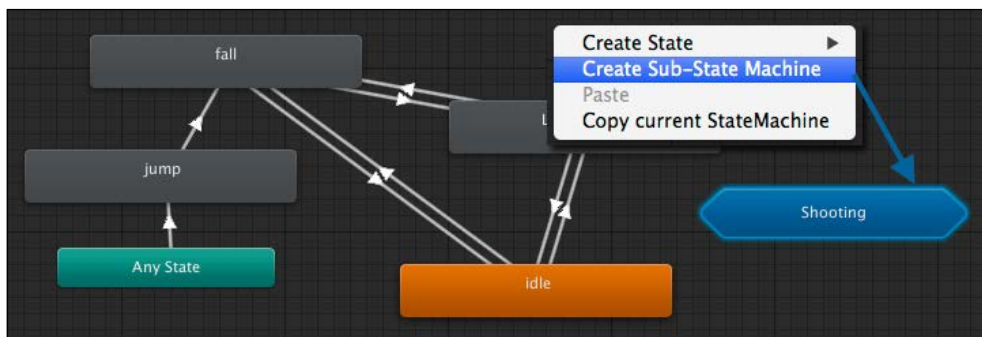 fall
Create State
Create Sub-State Machine
Paste
Copy current StateMachine
jump
Shooting
Any State
idle